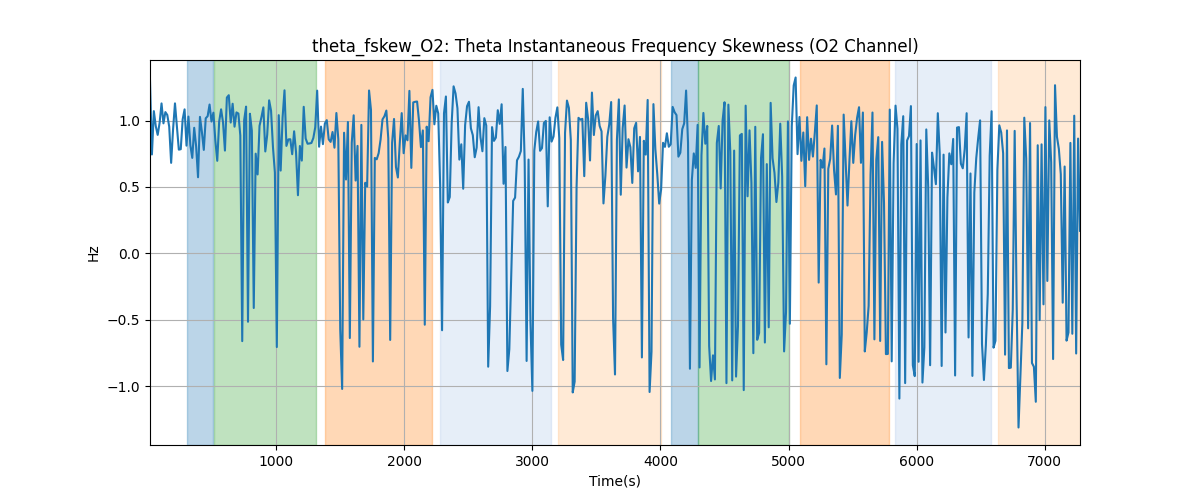 theta_fskew_O2: Theta Instantaneous Frequency Skewness (O2 Channel)
1.0
0.5
0.0
−0.5
−1.0
Hz
1000 2000 3000 4000 5000 6000 7000
Time(s)